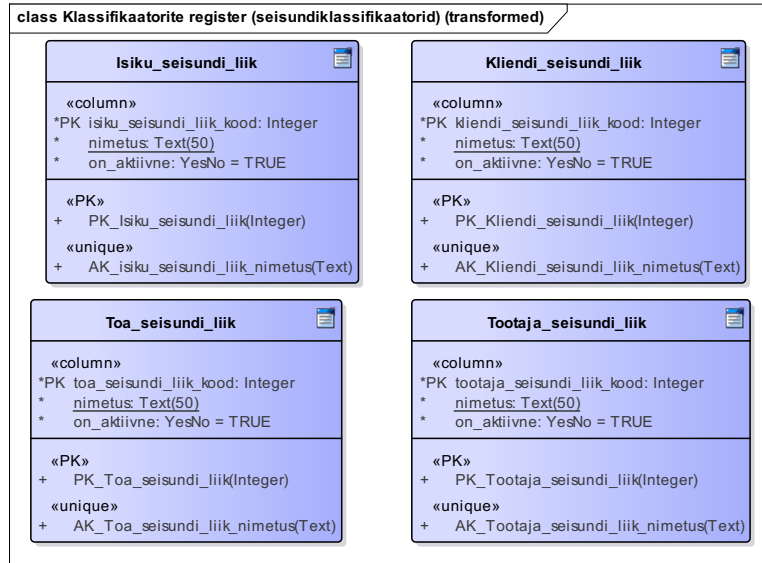 class Klassifikaatorite register (seisundiklassifikaatorid) (transformed)
Isiku_seisundi_liik
«column»
*PK isiku_seisundi_liik_kood: Integer
* nimetus: Text(50)
* on_aktiivne: YesNo = TRUE
«PK»
+ PK_Isiku_seisundi_liik(Integer)
«unique»
+ AK_isiku_seisundi_liik_nimetus(Text)
Kliendi_seisundi_liik
«column»
*PK kliendi_seisundi_liik_kood: Integer
* nimetus: Text(50)
* on_aktiivne: YesNo = TRUE
«PK»
+ PK_Kliendi_seisundi_liik(Integer)
«unique»
+ AK_Kliendi_seisundi_liik_nimetus(Text)
Toa_seisundi_liik
«column»
*PK toa_seisundi_liik_kood: Integer
* nimetus: Text(50)
* on_aktiivne: YesNo = TRUE
«PK»
+ PK_Toa_seisundi_liik(Integer)
«unique»
+ AK_Toa_seisundi_liik_nimetus(Text)
Tootaja_seisundi_liik
«column»
*PK tootaja_seisundi_liik_kood: Integer
* nimetus: Text(50)
* on_aktiivne: YesNo = TRUE
«PK»
+ PK_Tootaja_seisundi_liik(Integer)
«unique»
+ AK_Tootaja_seisundi_liik_nimetus(Text)